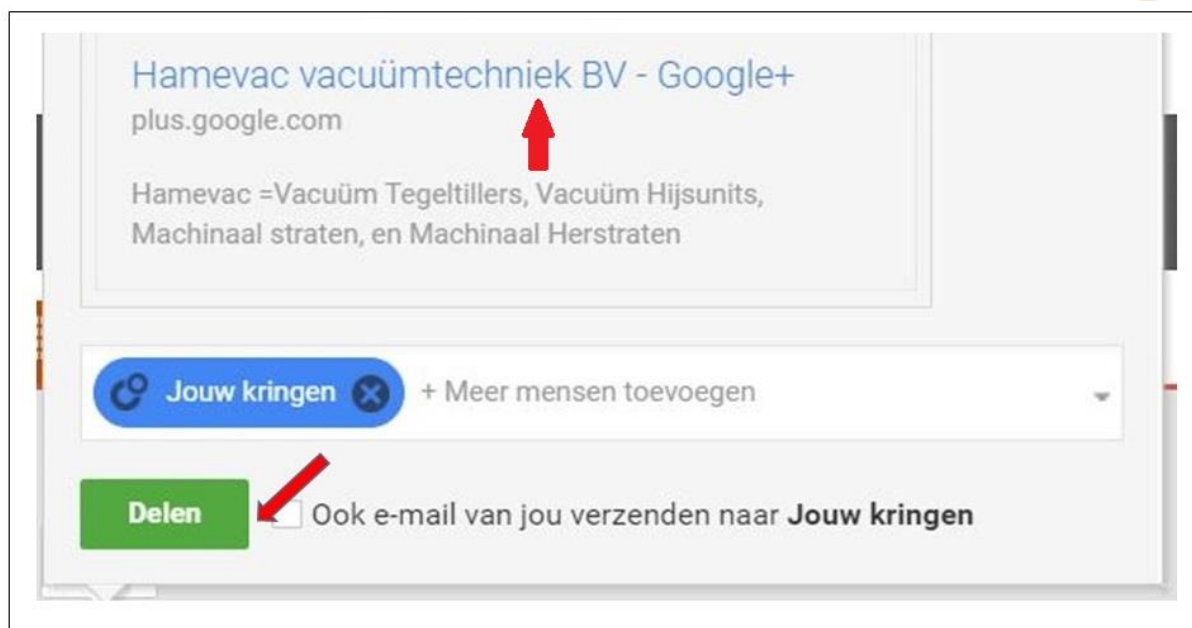 Hamevac vacuümtechniek BV - Google+
plus.google.com
Hamevac =Vacuüm Tegeltillers, Vacuüm Hijsunits,
Machinaal straten, en Machinaal Herstraten
Jouw kringen + Meer mensen toevoegen
Delen Ook e-mail van jou verzenden naar Jouw kringen